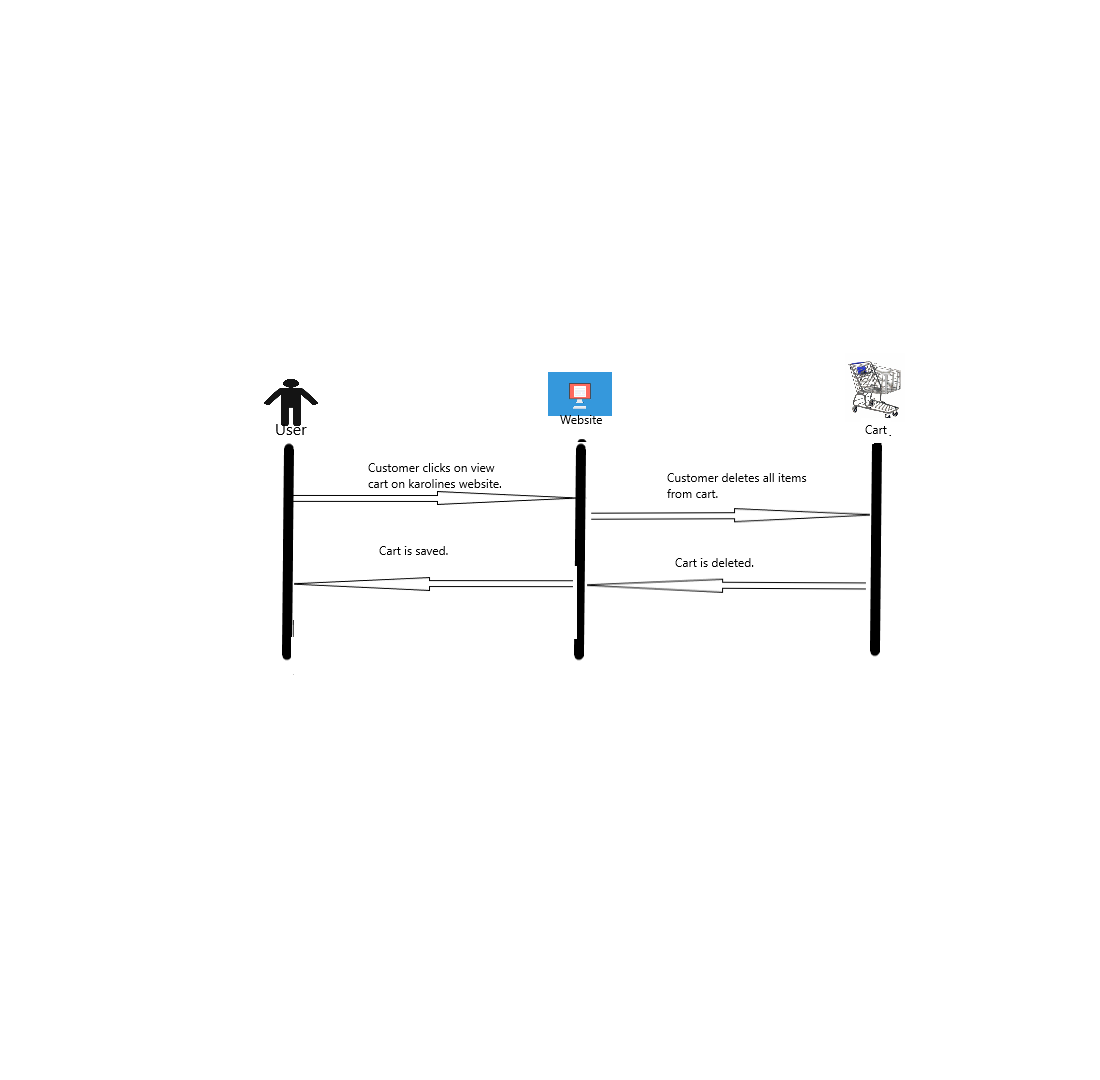 User
Website
Cart
Customer clicks on view
cart on karolines website.
Customer deletes all items
from cart.
Cart is saved.
Cart is deleted.